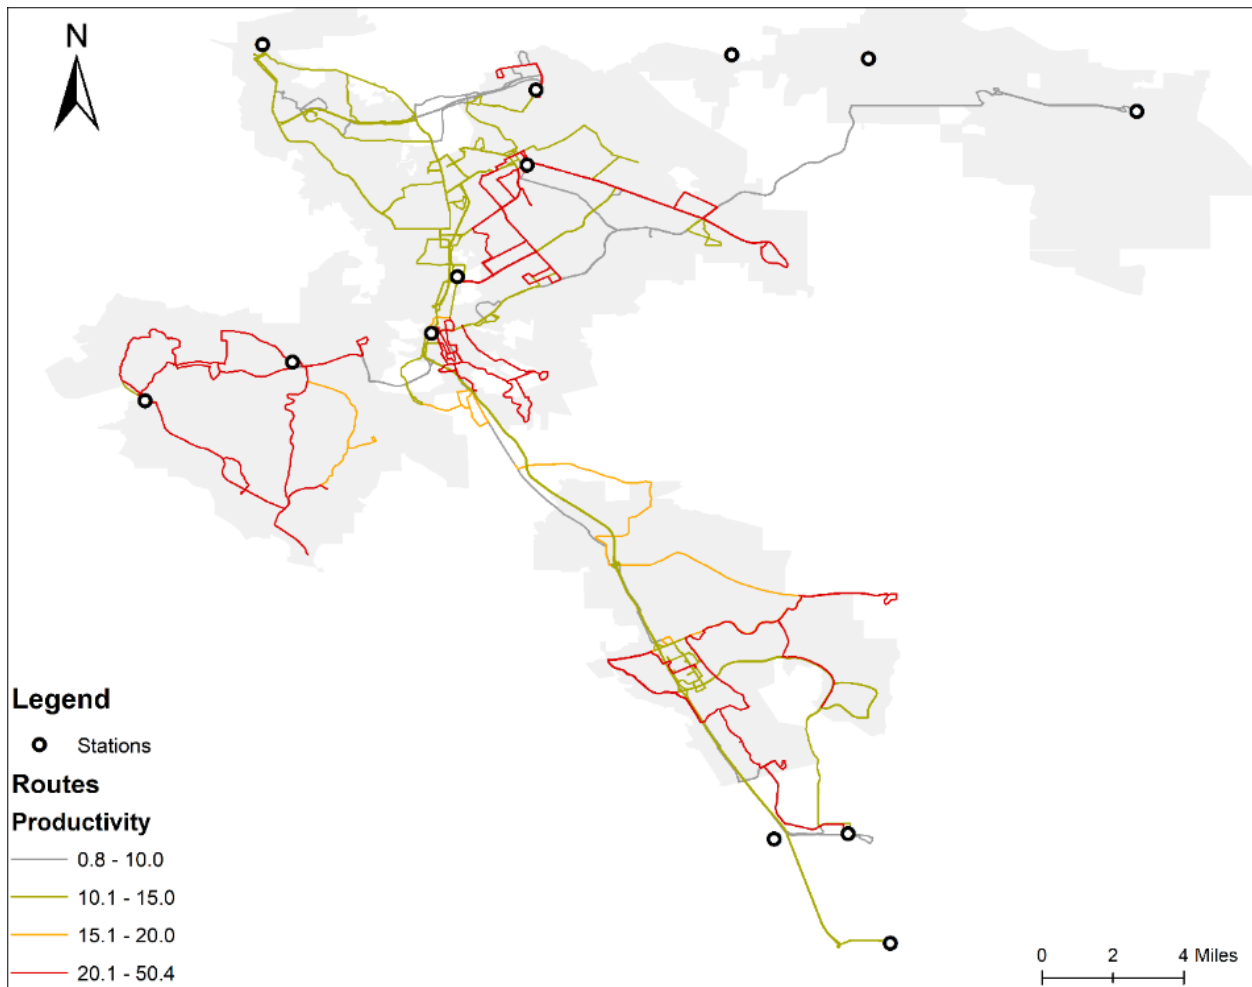 N
Legend
Stations
Routes
Productivity
0.8 - 10.0
10.1 - 15.0
15.1 - 20.0
20.1 - 50.4
0 2 4 Miles